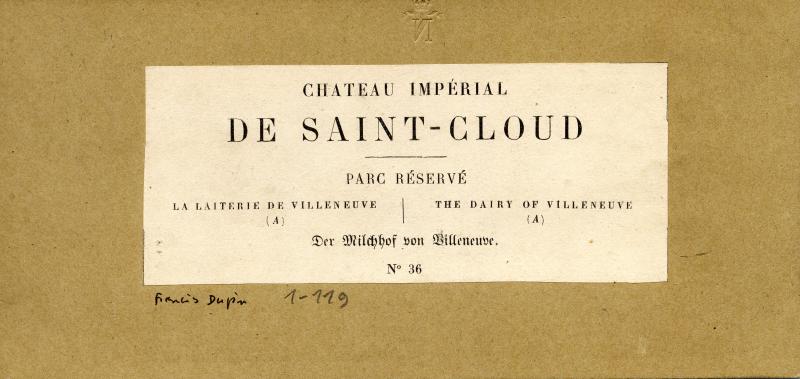 N
CHATEAU IMPÉRIAL
DE SAINT-CLOUD
PARC RÉSERVÉ
LA LAITERIE DE VILLENEUVE
(A)
THE DAIRY OF VILLENEUVE
(A)
Der Milchhof von Villeneuve.
Nº 36
Francis Dupin 1-119